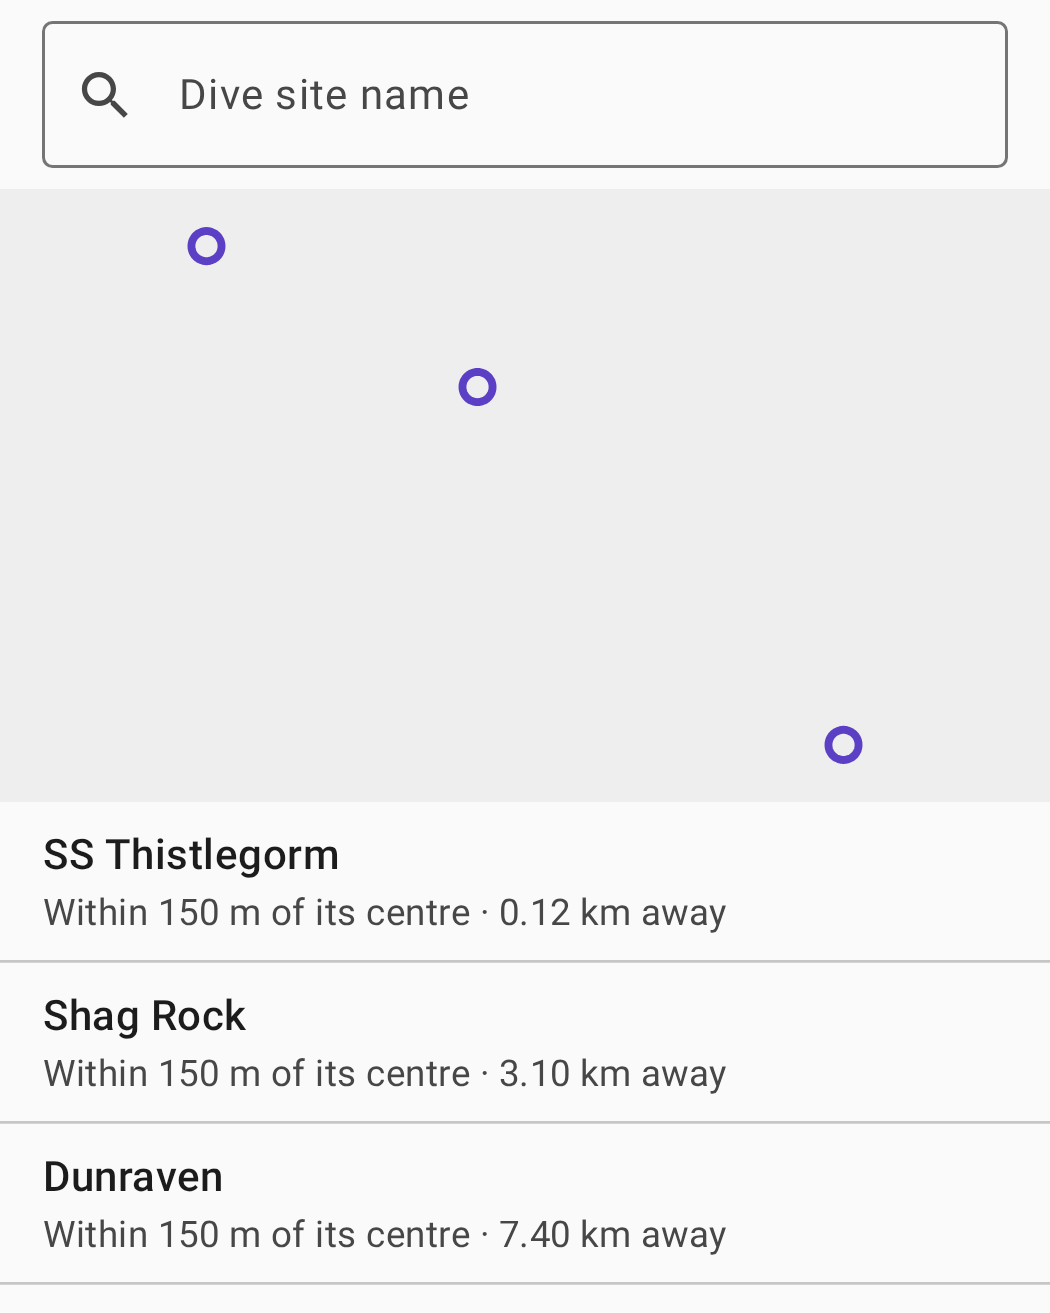 Dive site name
SS Thistlegorm
Within 150 m of its centre · 0.12 km away
Shag Rock
Within 150 m of its centre · 3.10 km away
Dunraven
Within 150 m of its centre · 7.40 km away